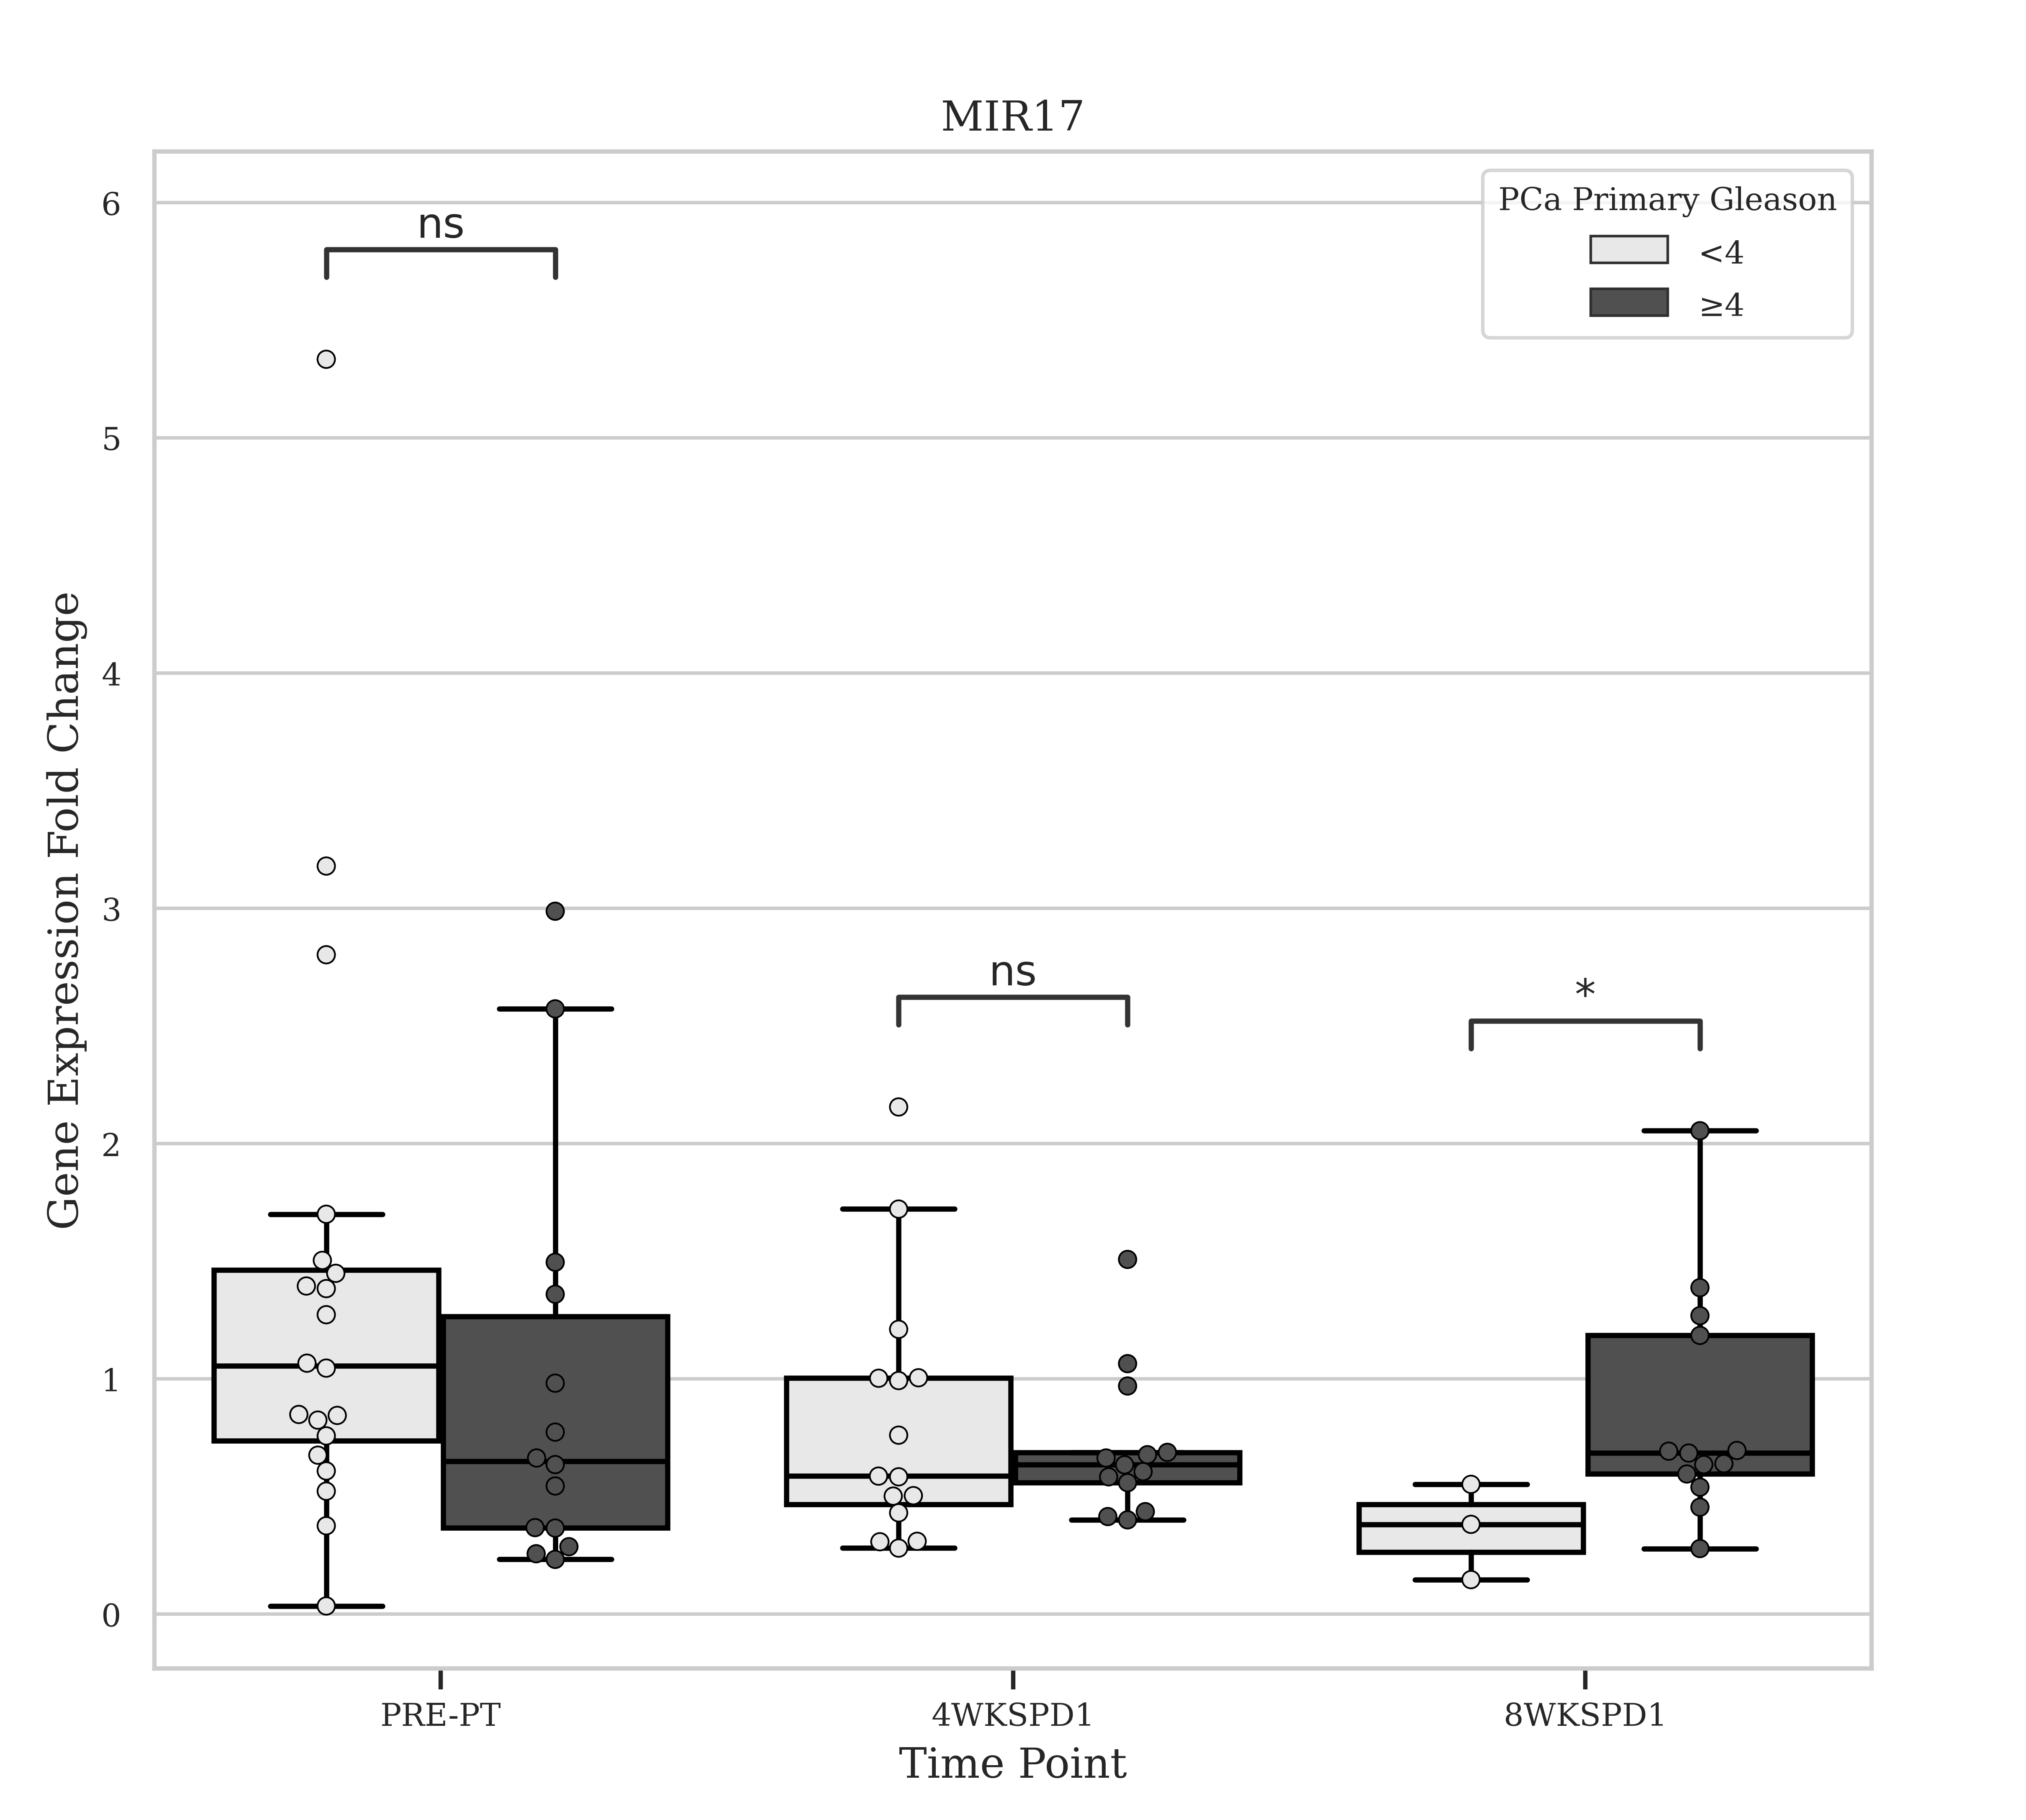 MIR17
PCa Primary Gleason
<4
≥4
ns
ns
*
Gene Expression Fold Change
6
5
4
3
2
1
0
PRE-PT
4WKSPD1
8WKSPD1
Time Point